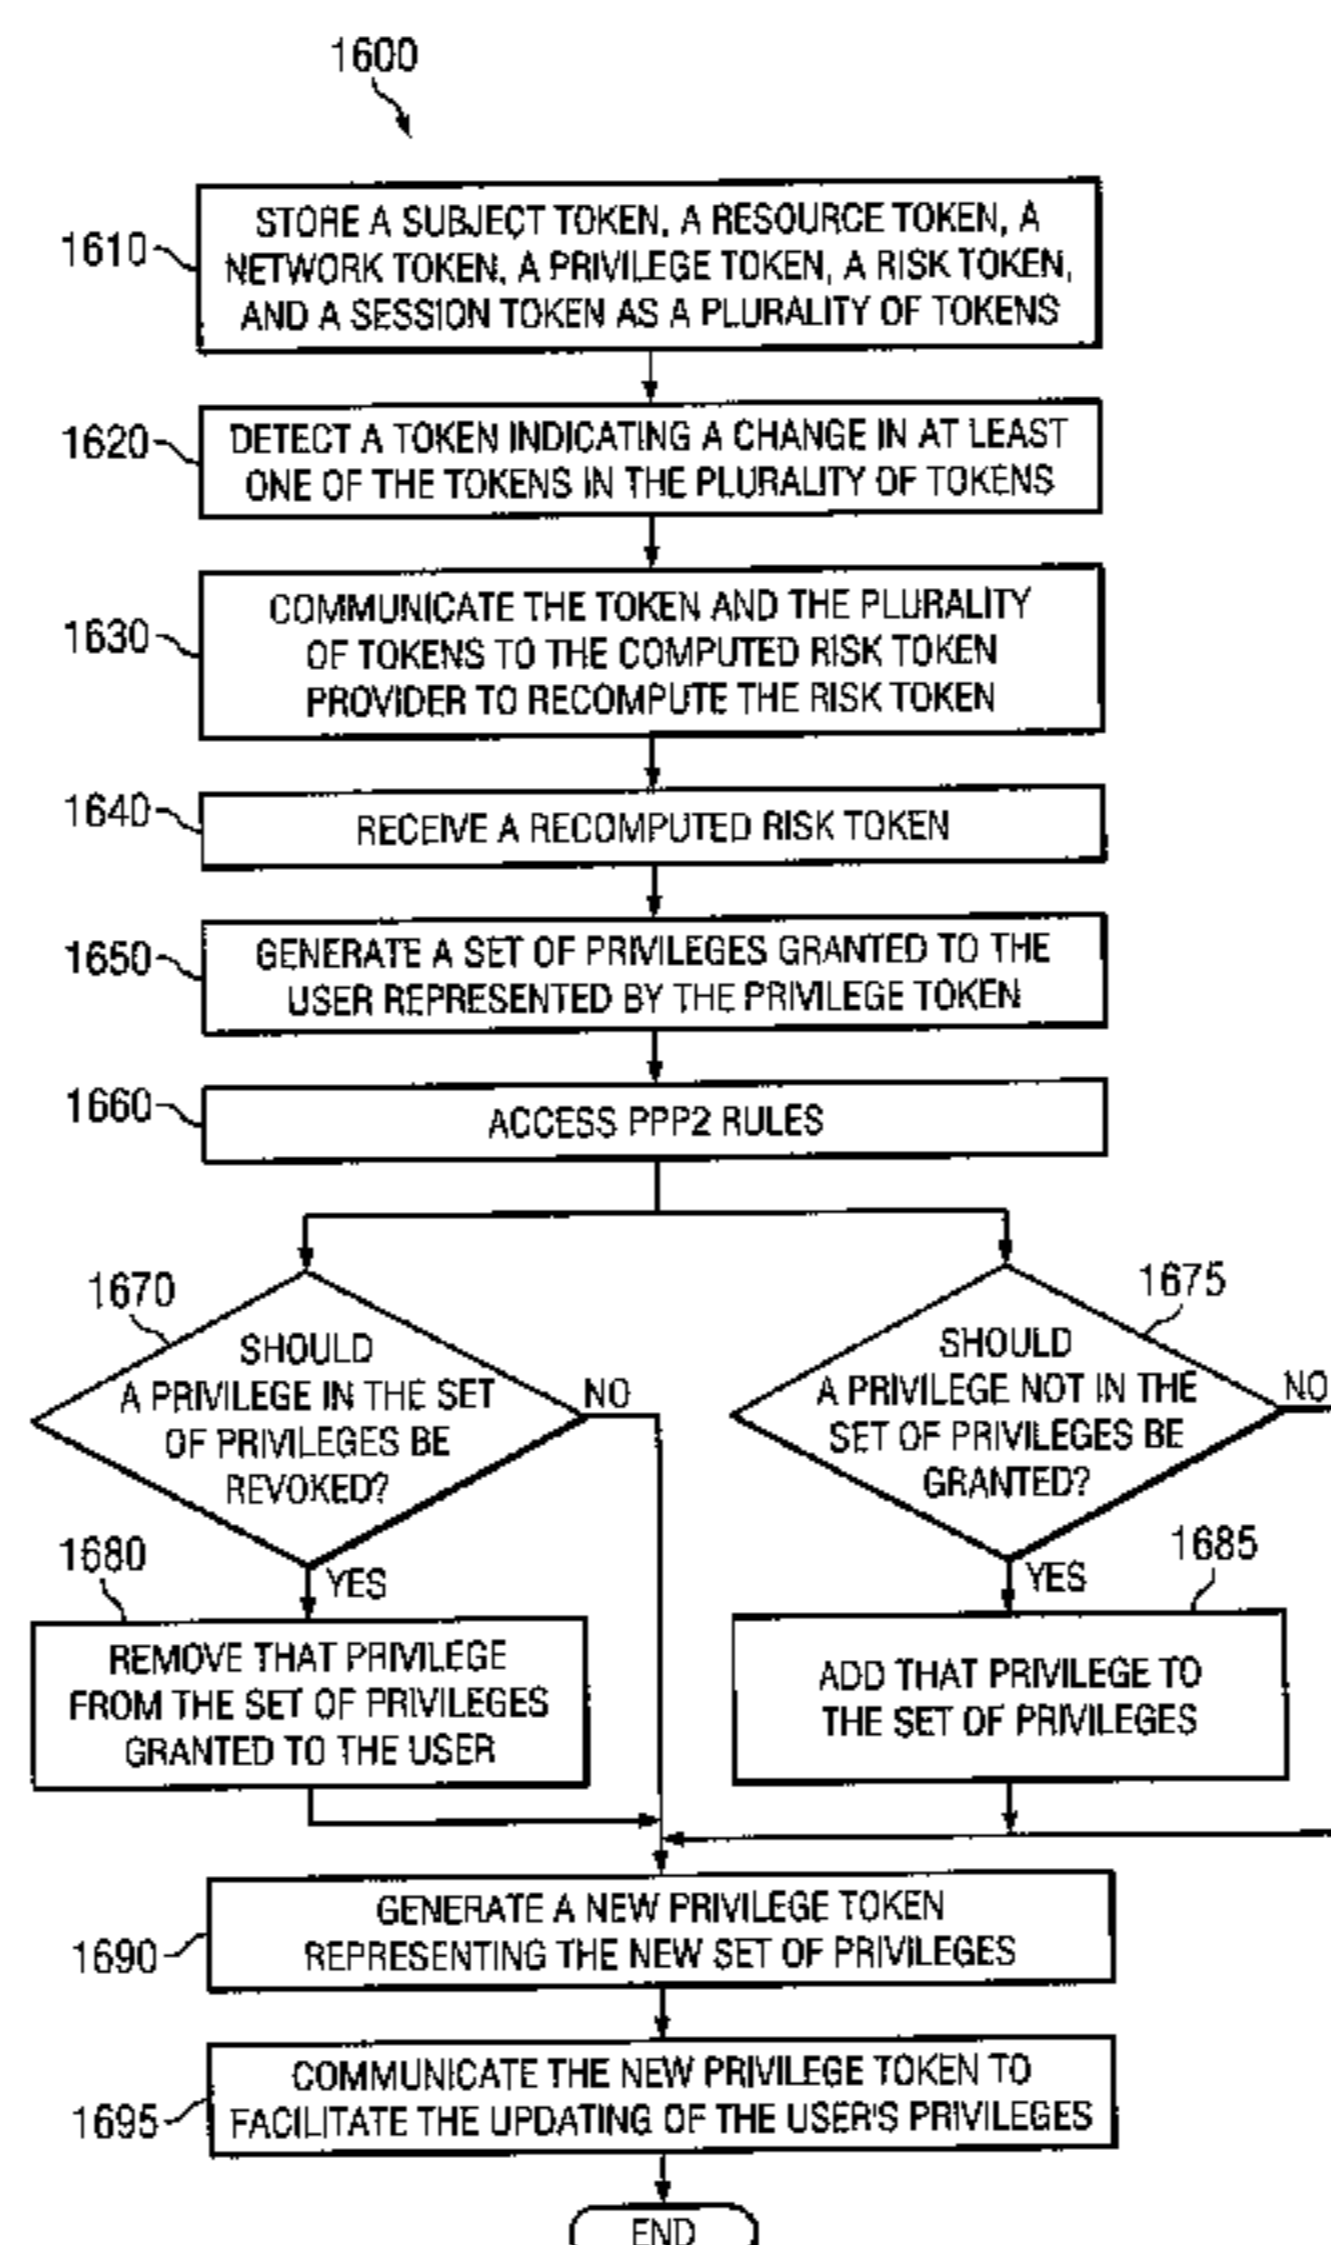 1600
1610
STORE A SUBJECT TOKEN, A RESOURCE TOKEN, A
NETWORK TOKEN, A PRIVILEGE TOKEN, A RISK TOKEN,
AND A SESSION TOKEN AS A PLURALITY OF TOKENS
1620
DETECT A TOKEN INDICATING A CHANGE IN AT LEAST
ONE OF THE TOKENS IN THE PLURALITY OF TOKENS
1630
COMMUNICATE THE TOKEN AND THE PLURALITY
OF TOKENS TO THE COMPUTED RISK TOKEN
PROVIDER TO RECOMPUTE THE RISK TOKEN
1640
RECEIVE A RECOMPUTED RISK TOKEN
1650
GENERATE A SET OF PRIVILEGES GRANTED TO THE
USER REPRESENTED BY THE PRIVILEGE TOKEN
1660
ACCESS PPP2 RULES
1670
SHOULD
A PRIVILEGE IN THE SET
OF PRIVILEGES BE
REVOKED?
NO
YES
1675
SHOULD
A PRIVILEGE NOT IN THE
SET OF PRIVILEGES BE
GRANTED?
NO
YES
1680
REMOVE THAT PRIVILEGE
FROM THE SET OF PRIVILEGES
GRANTED TO THE USER
1685
ADD THAT PRIVILEGE TO
THE SET OF PRIVILEGES
1690
GENERATE A NEW PRIVILEGE TOKEN
REPRESENTING THE NEW SET OF PRIVILEGES
1695
COMMUNICATE THE NEW PRIVILEGE TOKEN TO
FACILITATE THE UPDATING OF THE USER'S PRIVILEGES
END